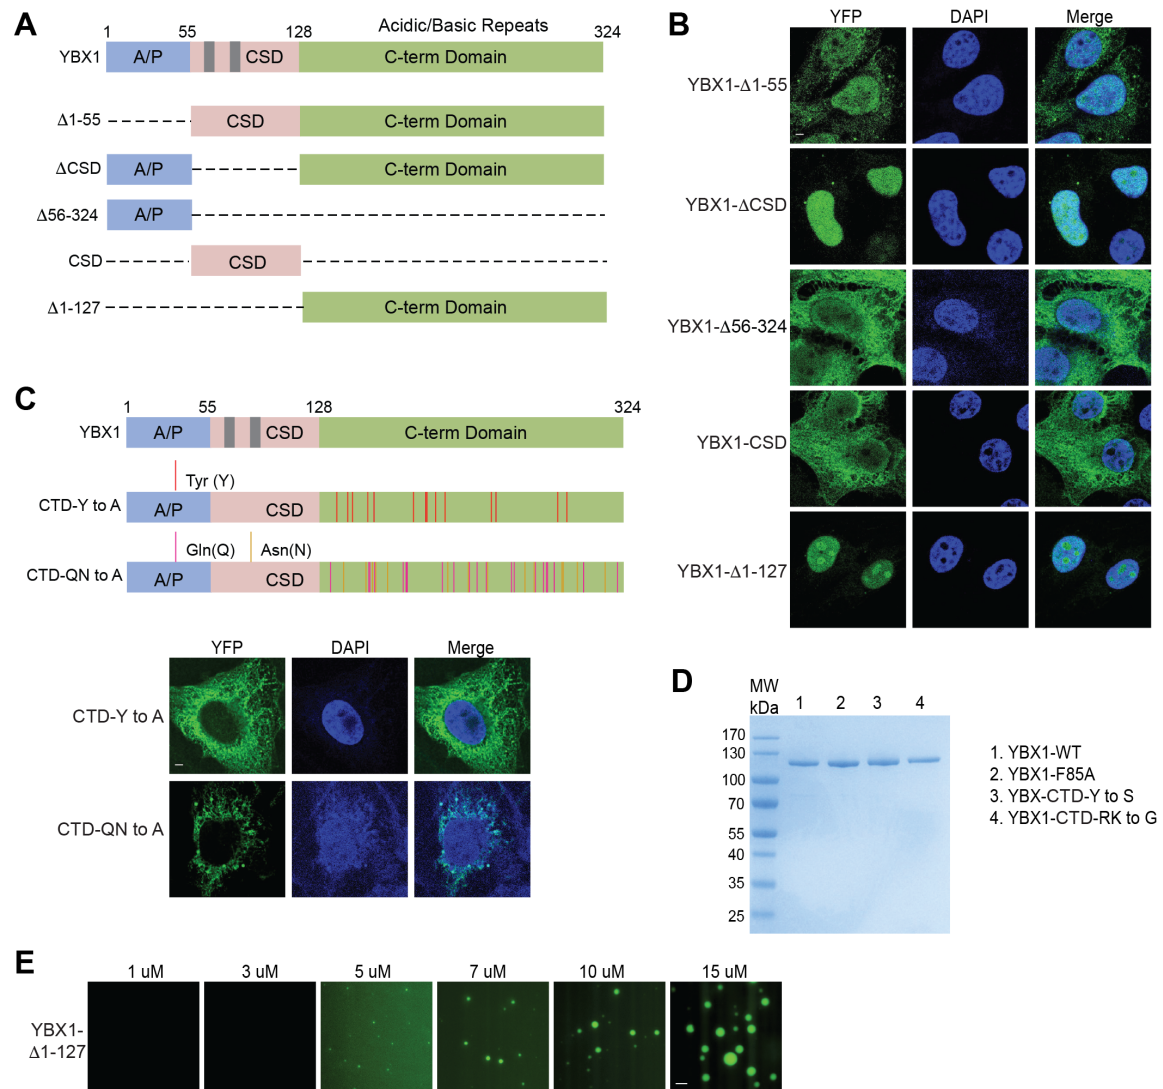 A
Acidic/Basic Repeats
1 55 128 324
YBX1 A/P CSD C-term Domain
Δ1-55 CSD C-term Domain
ΔCSD A/P C-term Domain
Δ56-324 A/P
CSD CSD
Δ1-127 C-term Domain
B
YFP DAPI Merge
YBX1-Δ1-55
YBX1-ΔCSD
YBX1-Δ56-324
YBX1-CSD
YBX1-Δ1-127
C
1 55 128 324
YBX1 A/P CSD C-term Domain
Tyr (Y)
CTD-Y to A A/P CSD
Gln(Q) Asn(N)
CTD-QN to A A/P CSD
YFP DAPI Merge
CTD-Y to A
CTD-QN to A
D
MW
kDa 1 2 3 4
170
130
100
70
55
40
35
25
1. YBX1-WT
2. YBX1-F85A
3. YBX-CTD-Y to S
4. YBX1-CTD-RK to G
E
1 uM 3 uM 5 uM 7 uM 10 uM 15 uM
YBX1-
Δ1-127